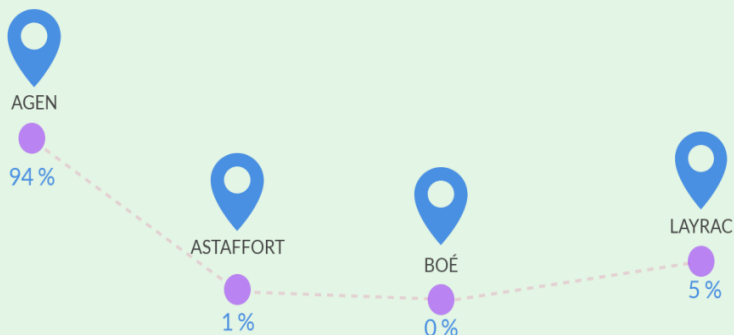 AGEN
94 %
ASTAFFORT
1 %
BOÉ
0 %
LAYRAC
5 %